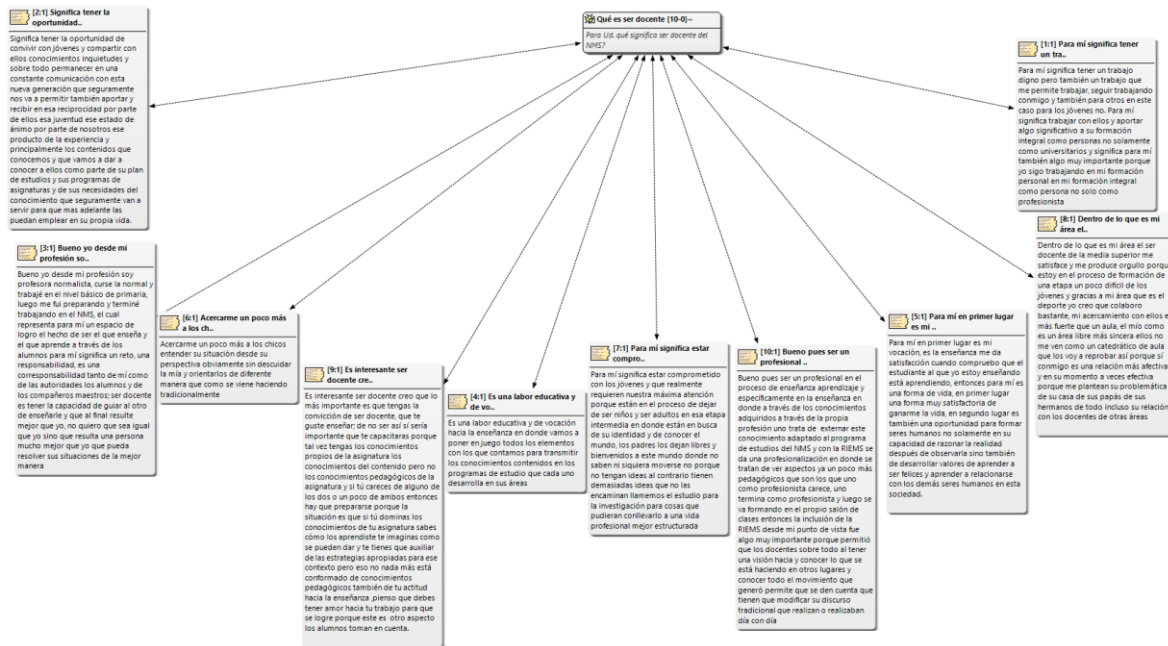 Qué es ser docente {10-0}~
Para Ud. qué significa ser docente del
NMS?
[2:1] Significa tener la
oportunidad..
Significa tener la oportunidad de
convivir con jóvenes y compartir con
ellos conocimientos inquietudes y
sobre todo permanecer en una
constante comunicación con esta
nueva generación que seguramente
nos va a permitir también aportar y
recibir en esa reciprocidad por parte
de ellos esa juventud ese estado de
ánimo por parte de nosotros ese
producto de la experiencia y
principalmente los contenidos que
conocemos y que vamos a dar a
conocer a ellos como parte de su plan
de estudios y sus programas de
asignaturas y de sus necesidades del
conocimiento que seguramente van a
servir para que mas adelante las
puedan emplear en su propia vida.
[1:1] Para mí significa tener
un tra..
Para mí significa tener un trabajo
digno pero también un trabajo que
me permite trabajar, seguir trabajando
conmigo y también para otros en este
caso para los jóvenes no. Para mí
significa trabajar con ellos y aportar
algo significativo a su formación
integral como personas no solamente
como universitarios y significa para mí
también algo muy importante porque
yo sigo trabajando en mi formación
personal en mi formación integral
como persona no solo como
profesionista
[3:1] Bueno yo desde mi
profesión so..
Bueno yo desde mi profesión soy
profesora normalista, curse la normal y
trabajé en el nivel básico de primaria,
luego me fui preparando y terminé
trabajando en el NMS, el cual
representa para mí un espacio de
logro el hecho de ser el que enseña y
el que aprende a través de los
alumnos para mí significa un reto, una
responsabilidad, es una
corresponsabilidad tanto de mí como
de las autoridades los alumnos y de
los compañeros maestros; ser docente
es tener la capacidad de guiar al otro
de enseñarle y que al final resulte
mejor que yo, no quiero que sea igual
que yo sino que resulta una persona
mucho mejor que yo que pueda
resolver sus situaciones de la mejor
manera
[6:1] Acercarme un poco más
a los ch..
Acercarme un poco más a los chicos
entender su situación desde su
perspectiva obviamente sin descuidar
la mía y orientarlos de diferente
manera que como se viene haciendo
tradicionalmente
[9:1] Es interesante ser
docente cre..
Es interesante ser docente creo que lo
más importante es que tengas la
convicción de ser docente, que te
guste enseñar; de no ser así sí sería
importante que te capacitaras porque
tal vez tengas los conocimientos
propios de la asignatura los
conocimientos del contenido pero no
los conocimientos pedagógicos de la
asignatura y si tú careces de alguno de
los dos o un poco de ambos entonces
hay que prepararse porque la
situación es que si tú dominas los
conocimientos de tu asignatura sabes
cómo los aprendiste te imaginas como
se pueden dar y te tienes que auxiliar
de las estrategias apropiadas para ese
contexto pero eso no nada más está
conformado de conocimientos
pedagógicos también de tu actitud
hacia la enseñanza ,pienso que debes
tener amor hacia tu trabajo para que
se logre porque este es otro aspecto
los alumnos toman en cuenta.
[4:1] Es una labor educativa y
de vo..
Es una labor educativa y de vocación
hacia la enseñanza en donde vamos a
poner en juego todos los elementos
con los que contamos para transmitir
los conocimientos contenidos en los
programas de estudio que cada uno
desarrolla en sus áreas
[7:1] Para mí significa estar
compro..
Para mí significa estar comprometido
con los jóvenes y que realmente
requieren nuestra máxima atención
porque están en el proceso de dejar
de ser niños y ser adultos en esa etapa
intermedia en donde están en busca
de su identidad y de conocer el
mundo, los padres los dejan libres y
bienvenidos a este mundo donde no
saben ni siquiera moverse no porque
no tengan ideas al contrario tienen
demasiadas ideas que no las
encaminan llamemos el estudio para
la investigación para cosas que
pudieran conllevarlo a una vida
profesional mejor estructurada
[10:1] Bueno pues ser un
profesional ..
Bueno pues ser un profesional en el
proceso de enseñanza aprendizaje y
específicamente en la enseñanza en
donde a través de los conocimientos
adquiridos a través de la propia
profesión uno trata de externar este
conocimiento adaptado al programa
de estudios del NMS y con la RIEMS se
da una profesionalización en donde se
tratan de ver aspectos ya un poco más
pedagógicos que son los que uno
como profesionista carece, uno
termina como profesionista y luego se
va formando en el propio salón de
clases entonces la inclusión de la
RIEMS desde mi punto de vista fue
algo muy importante porque permitió
que los docentes sobre todo al tener
una visión hacia y conocer lo que se
está haciendo en otros lugares y
conocer todo el movimiento que
generó permite que se den cuenta que
tienen que modificar su discurso
tradicional que realizan o realizaban
día con día
[5:1] Para mí en primer lugar
es mi ..
Para mí en primer lugar es mi
vocación, es la enseñanza me da
satisfacción cuando compruebo que el
estudiante al que yo estoy enseñando
está aprendiendo, entonces para mí es
una forma de vida, en primer lugar
una forma muy satisfactoria de
ganarme la vida, en segundo lugar es
también una oportunidad para formar
seres humanos no solamente en su
capacidad de razonar la realidad
después de observarla sino también
de desarrollar valores de aprender a
ser felices y aprender a relacionarse
con los demás seres humanos en esta
sociedad.
[8:1] Dentro de lo que es mi
área el..
Dentro de lo que es mi área el ser
docente de la media superior me
satisface y me produce orgullo porque
estoy en el proceso de formación de
una etapa un poco difícil de los
jóvenes y gracias a mi área que es el
deporte yo creo que colaboro
bastante, mi acercamiento con ellos es
más fuerte que un aula, el mío como
es un área libre más sincera ellos no
me ven como un catedrático de aula
que los voy a reprobar así porque sí
conmigo es una relación más afectiva
y en su momento a veces efectiva
porque me plantean su problemática
de su casa de sus papás de sus
hermanos de todo incluso su relación
con los docentes de otras áreas